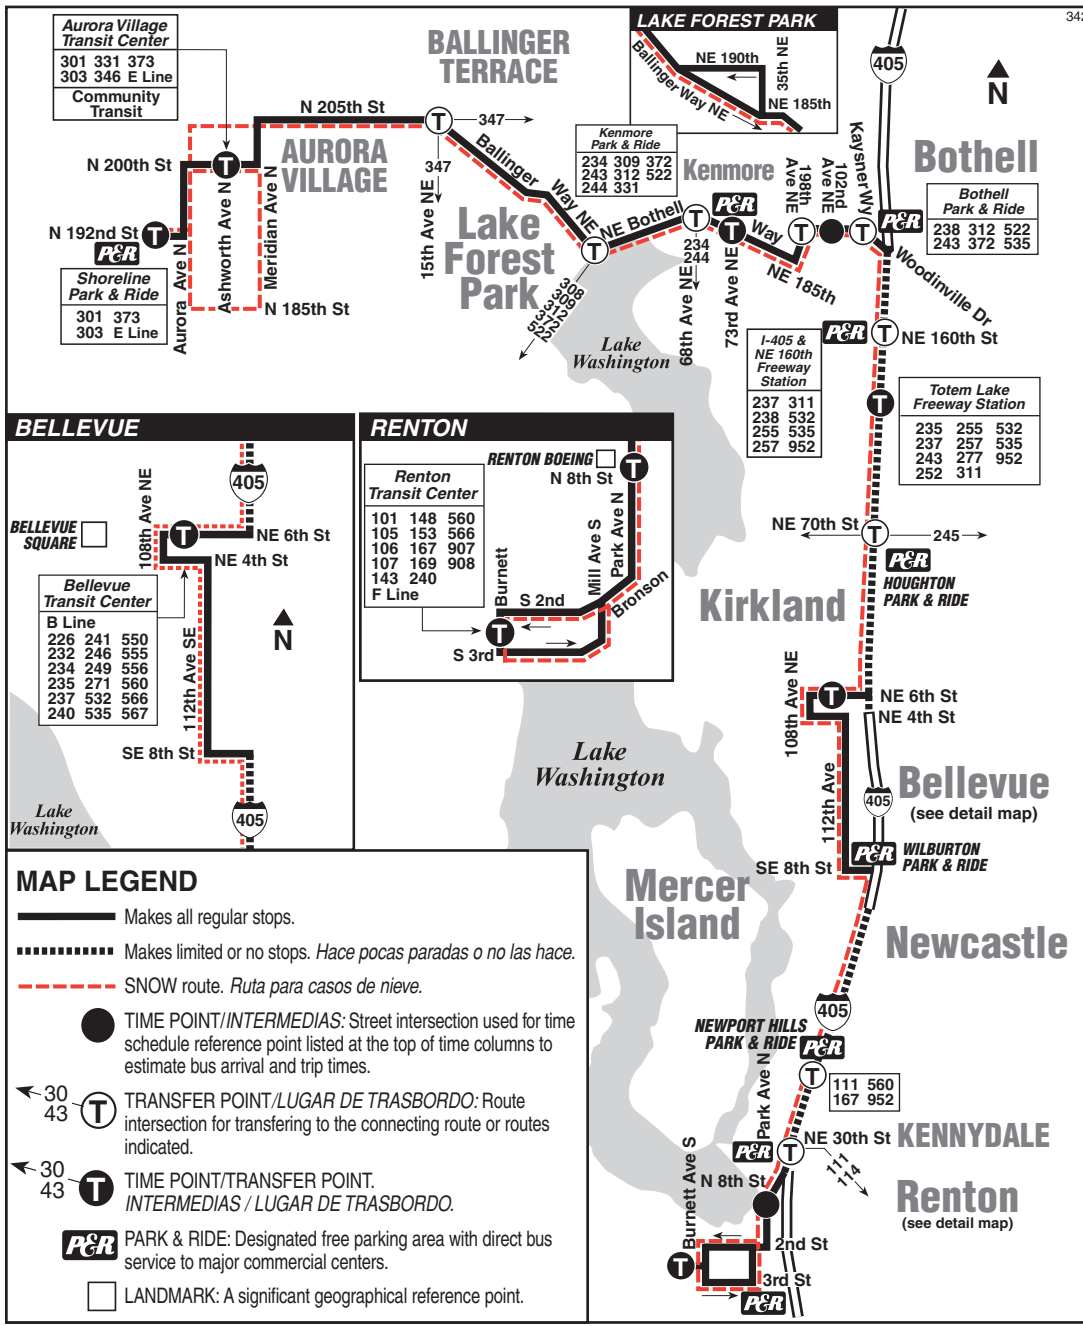 342
Aurora Village
Transit Center
301 331 373
303 346 E Line
Community
Transit
BALLINGER
TERRACE
LAKE FOREST PARK
NE 190th
35th NE
Ballinger Way NE
NE 185th
405
N
N 205th St
347
347
N 200th St
AURORA
VILLAGE
Ballinger
Way NE
Kenmore
Park & Ride
234 309 372
243 312 522
244 331
Kenmore
198th
Ave NE
102nd
Ave NE
Kaysner Wy
Bothell
Bothell
Park & Ride
238 312 522
243 372 535
N 192nd St
P&R
Shoreline
Park & Ride
301 373
303 E Line
Aurora Ave N
Ashworth Ave N
Meridian Ave N
N 185th St
15th Ave NE
Lake
Forest
Park
NE Bothell
Way
P&R
P&R
NE 185th
Woodinville Dr
234
244
68th Ave NE
73rd Ave NE
308
309
312
372
522
Lake
Washington
I-405 &
NE 160th
Freeway
Station
237 311
238 532
255 535
257 952
P&R
NE 160th St
Totem Lake
Freeway Station
235 255 532
237 257 535
243 277 952
252 311
BELLEVUE
405
108th Ave NE
BELLEVUE
SQUARE
T
NE 6th St
NE 4th St
Bellevue
Transit Center
B Line
226 241 550
232 246 555
234 249 556
235 271 560
237 532 566
240 535 567
N
112th Ave SE
SE 8th St
Lake
Washington
405
RENTON
RENTON BOEING
T
N 8th St
Renton
Transit Center
101 148 560
105 153 566
106 167 907
107 169 908
143 240
F Line
Burnett
Mill Ave S
Park Ave N
S 2nd
Bronson
T
S 3rd
NE 70th St
T
245
P&R
HOUGHTON
PARK & RIDE
Kirkland
108th Ave NE
T
NE 6th St
NE 4th St
Lake
Washington
112th Ave
405
Bellevue
(see detail map)
P&R
WILBURTON
PARK & RIDE
SE 8th St
Mercer
Island
Newcastle
405
NEWPORT HILLS
PARK & RIDE
P&R
T
111 560
167 952
Park Ave N
P&R
T
NE 30th St
KENNYDALE
111
114
N 8th St
Burnett Ave S
Renton
(see detail map)
2nd St
T
3rd St
P&R
MAP LEGEND
Makes all regular stops.
Makes limited or no stops. Hace pocas paradas o no las hace.
SNOW route. Ruta para casos de nieve.
TIME POINT/INTERMEDIAS: Street intersection used for time
schedule reference point listed at the top of time columns to
estimate bus arrival and trip times.
30
43
T
TRANSFER POINT/LUGAR DE TRASBORDO: Route
intersection for transfering to the connecting route or routes
indicated.
30
43
T
TIME POINT/TRANSFER POINT.
INTERMEDIAS / LUGAR DE TRASBORDO.
P&R
PARK & RIDE: Designated free parking area with direct bus
service to major commercial centers.
LANDMARK: A significant geographical reference point.